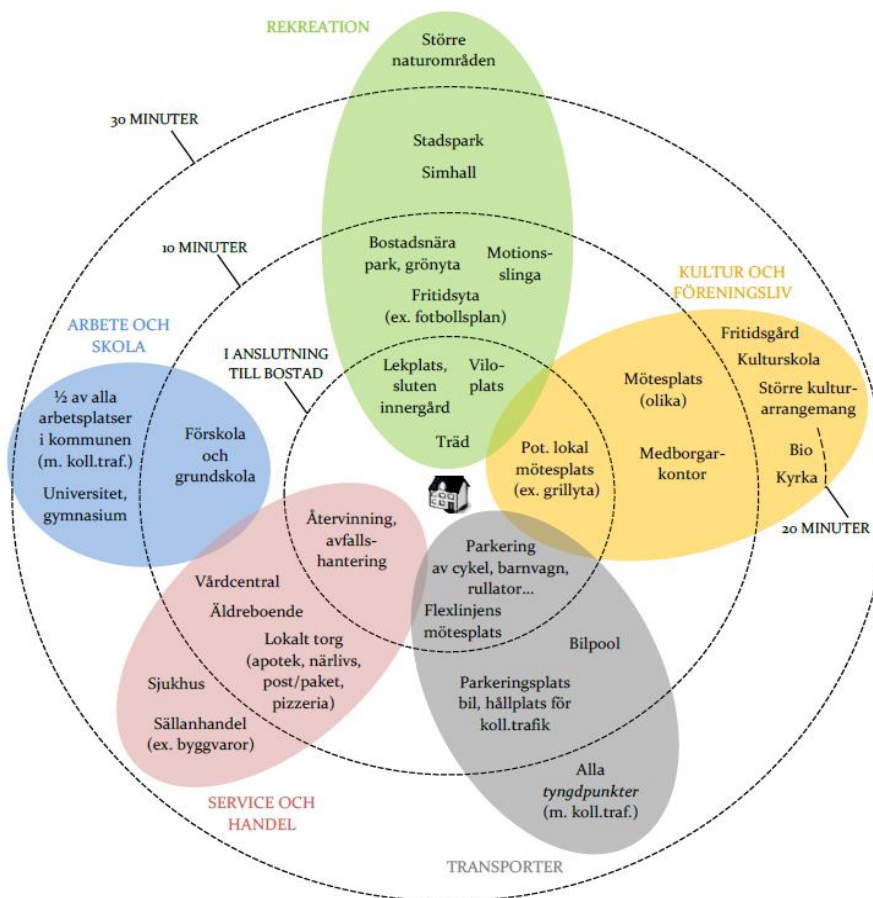 REKREATION
Större
naturområden
30 MINUTER
Stadspark
Simhall
10 MINUTER
Bostadsnära
park, grönyta
Motions-
slinga
Fritidsyta
(ex. fotbollsplan)
KULTUR OCH
FÖRENINGSLIV
ARBETE OCH
SKOLA
I ANSLUTNING
TILL BOSTAD
Lekplats,
sluten
innergård
Vilo-
plats
Träd
Fritidsgård
Kulturskola
Större kultur-
arrangemang
Mötesplats
(olika)
Medborgar-
kontor
Bio
Kyrka
20 MINUTER
Pot. lokal
mötesplats
(ex. grillyta)
½ av alla
arbetsplatser
i kommunen
(m. koll.traf.)
Universitet,
gymnasium
Förskola
och
grundskola
Återvinning,
avfalls-
hantering
Vårdcentral
Äldreboende
Lokalt torg
(apotek, närlivs,
post/paket,
pizzeria)
Sjukhus
Sällanhandel
(ex. byggvaror)
SERVICE OCH
HANDEL
Parkering
av cykel, barnvagn,
rullator...
Flexlinjens
mötesplats
Bilpool
Parkeringsplats
bil, hållplats för
koll.trafik
Alla
tyngdpunkter
(m. koll.traf.)
TRANSPORTER